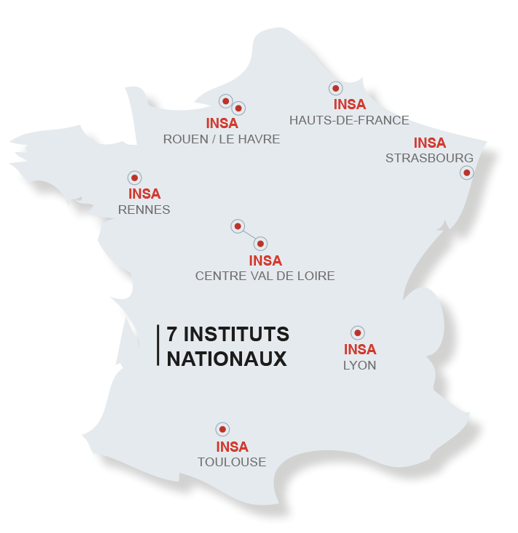 INSA
HAUTS-DE-FRANCE
INSA
ROUEN / LE HAVRE
INSA
STRASBOURG
INSA
RENNES
INSA
CENTRE VAL DE LOIRE
7 INSTITUTS
NATIONAUX
INSA
LYON
INSA
TOULOUSE